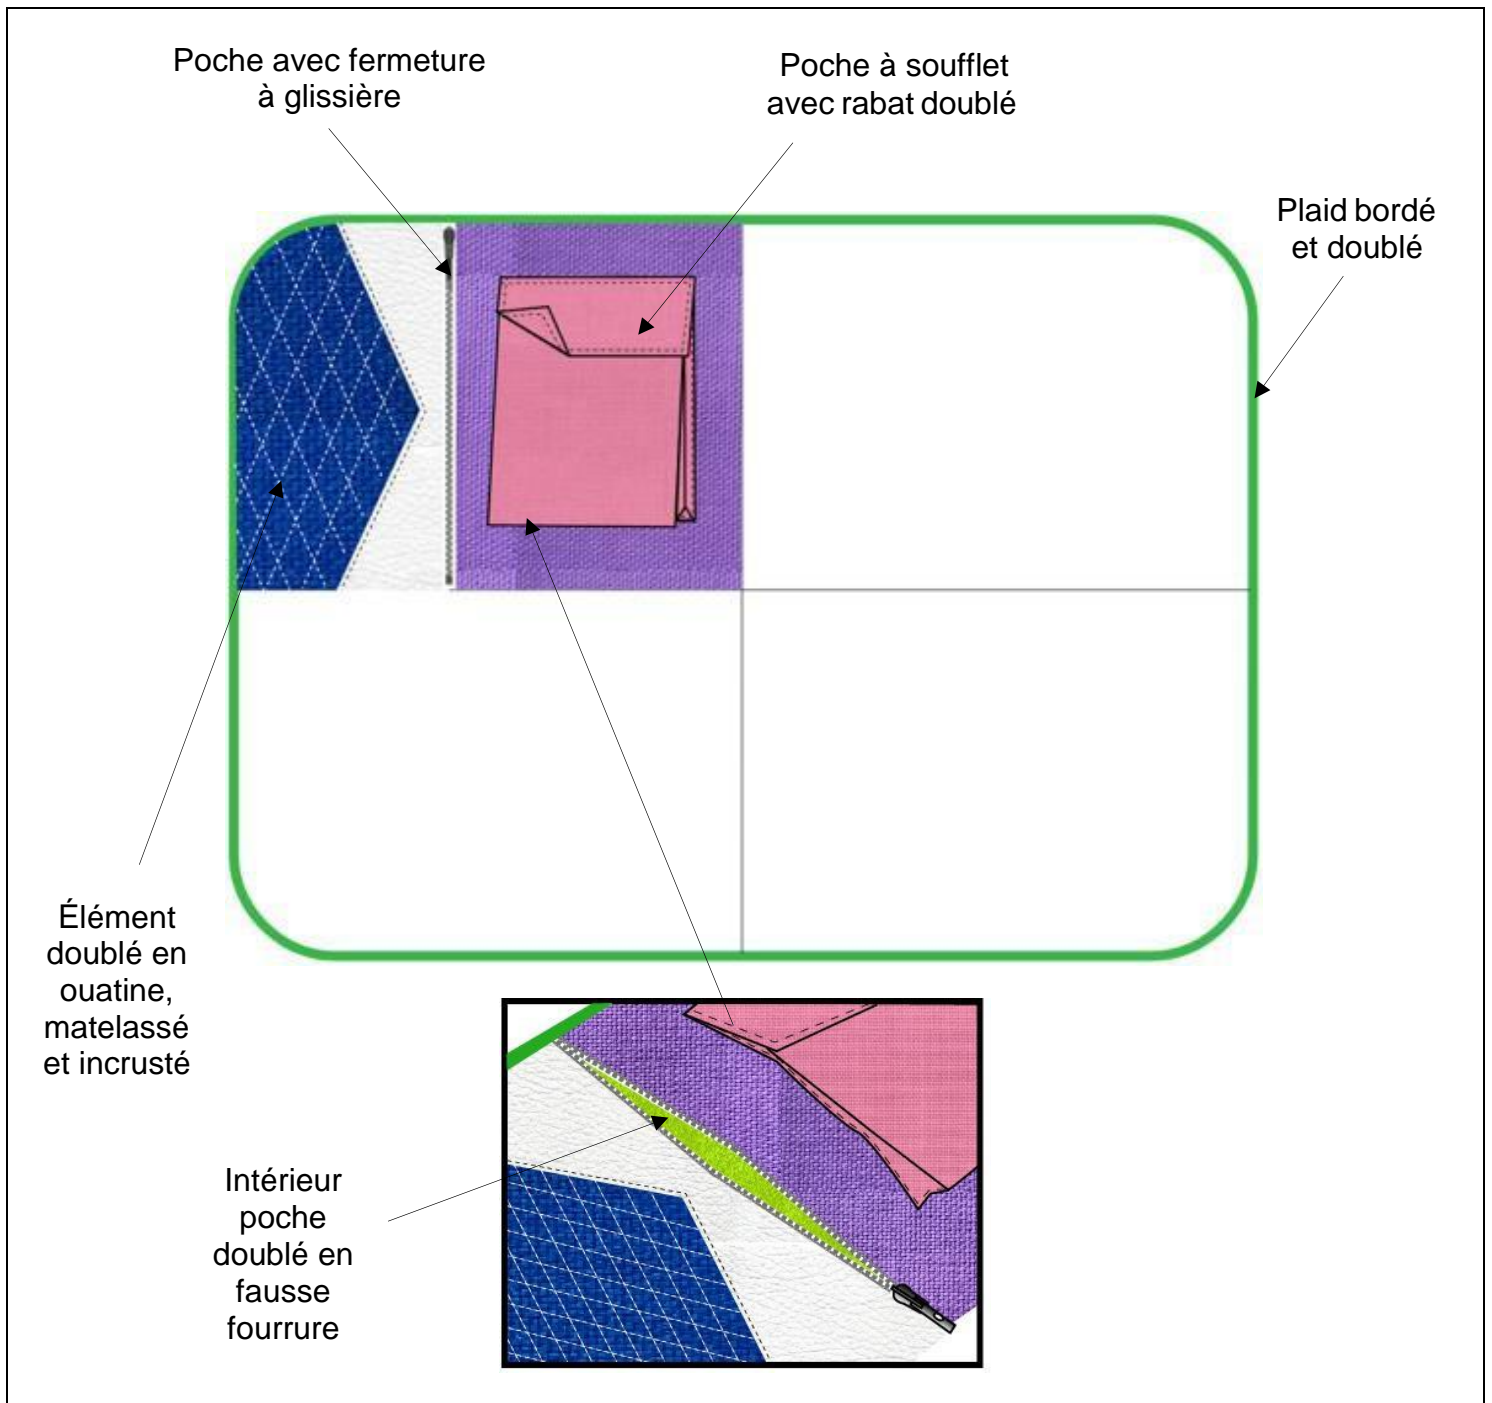 Poche avec fermeture
à glissière
Poche à soufflet
avec rabat doublé
Plaid bordé
et doublé
Élément
doublé en
ouatine,
matelassé
et incrusté
Intérieur
poche
doublé en
fausse
fourrure